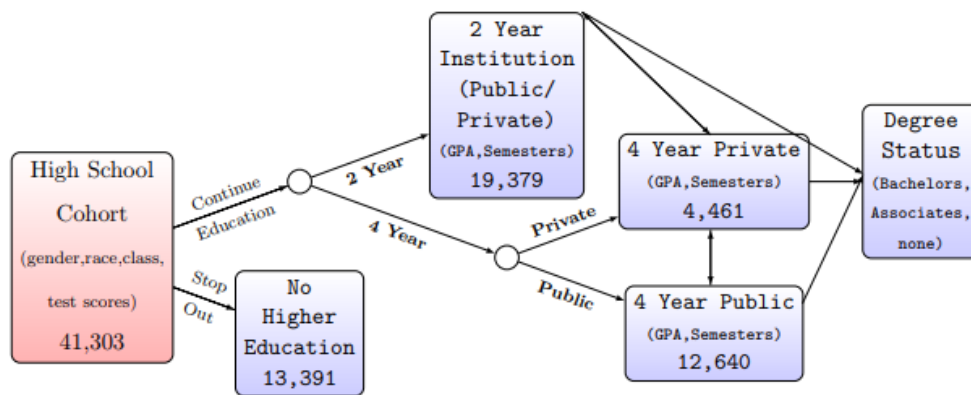 High School
Cohort
(gender,race,class,
test scores)
41,303
Continue
Education
Stop
Out
No
Higher
Education
13,391
2 Year
4 Year
2 Year
Institution
(Public/
Private)
(GPA,Semesters)
19,379
Private
Public
4 Year Private
(GPA,Semesters)
4,461
4 Year Public
(GPA,Semesters)
12,640
Degree
Status
(Bachelors,
Associates,
none)